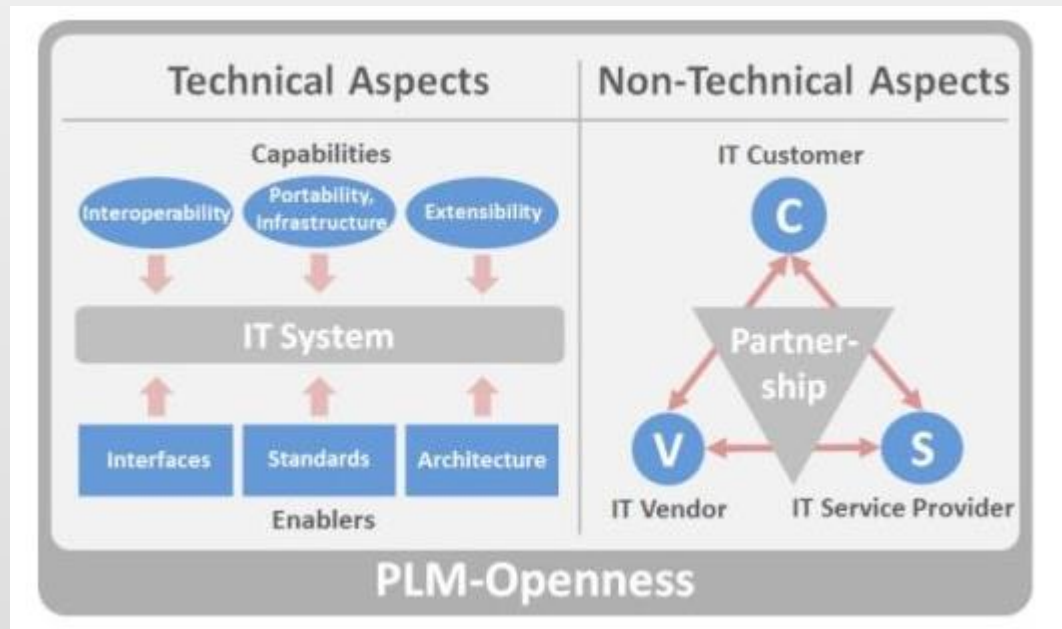 Technical Aspects
Non-Technical Aspects
Capabilities
Interoperability
Portability,
Infrastructure
Extensibility
IT System
Interfaces
Standards
Architecture
Enablers
IT Customer
C
Partner-
ship
V
S
IT Vendor
IT Service Provider
PLM-Openness